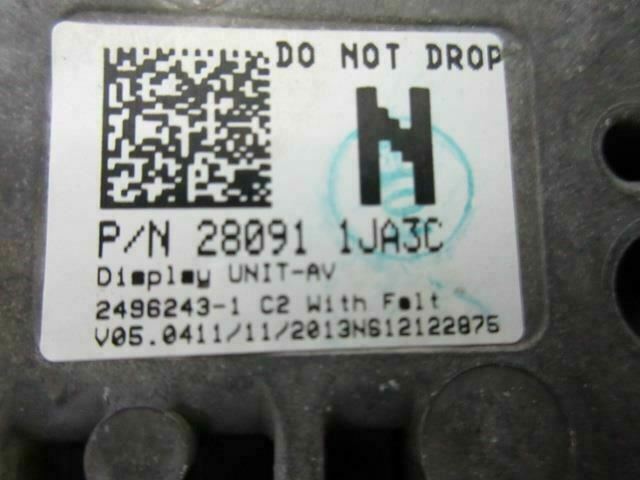 DO NOT DROP
N
P/N 28091 1JA3C
Display UNIT-AV
2496243-1 C2 With Felt
V05.0411/11/2013NS12122875